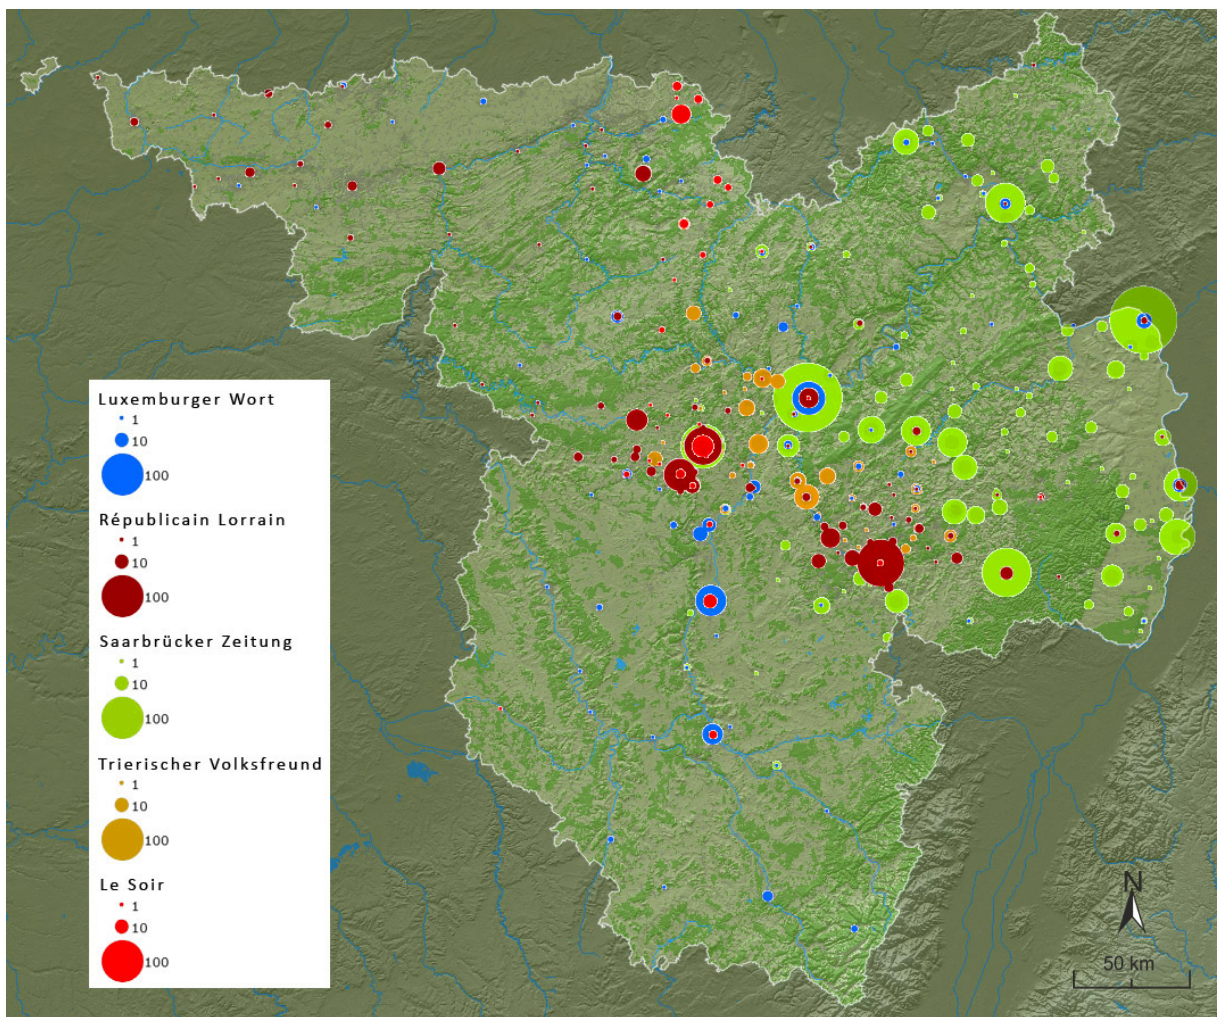 Luxemburger Wort
1
10
100
Républicain Lorrain
1
10
100
Saarbrücker Zeitung
1
10
100
Trierischer Volksfreund
1
10
100
Le Soir
1
10
100
N
50 km